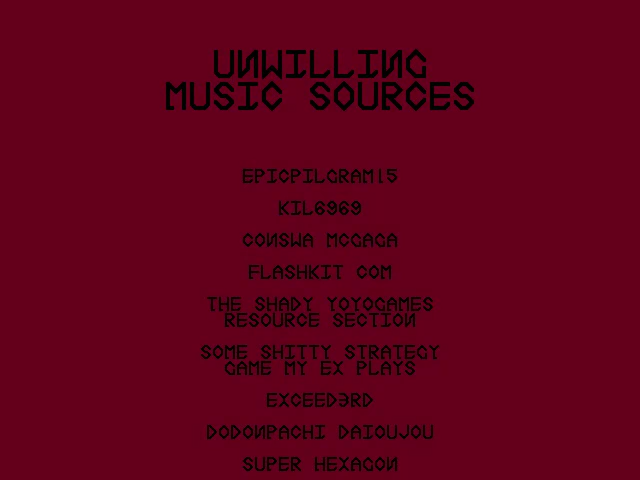 UNWILLING
MUSIC SOURCES
EPICPILGRAM15
KIL6969
CONSWA MCGAGA
FLASHKIT COM
THE SHADY YOYOGAMES
RESOURCE SECTION
SOME SHITTY STRATEGY
GAME MY EX PLAYS
EXCEED3RD
DODONPACHI DAIOUJOU
SUPER HEXAGON